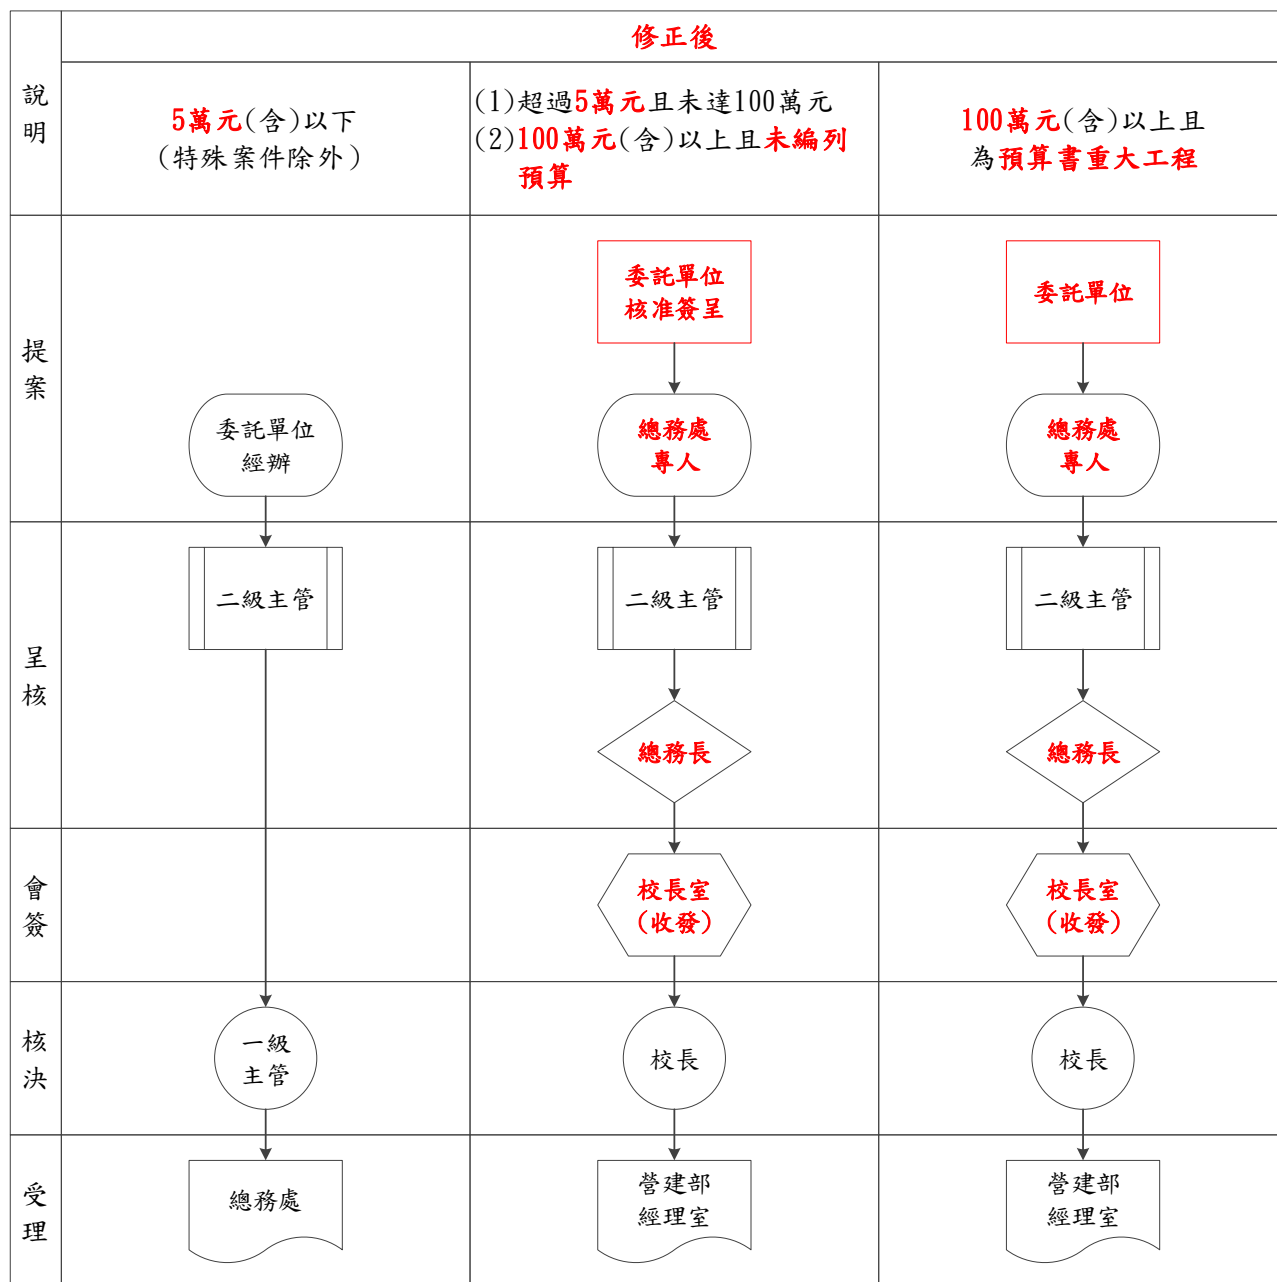 修正後
說
明
5萬元(含)以下
(特殊案件除外)
(1)超過5萬元且未達100萬元
(2)100萬元(含)以上且未編列
預算
100萬元(含)以上且
為預算書重大工程
提
案
委託單位
經辦
委託單位
核准簽呈
總務處
專人
委託單位
總務處
專人
呈
核
二級主管
二級主管
總務長
二級主管
總務長
會
簽
校長室
(收發)
校長室
(收發)
核
決
一級
主管
校長
校長
受
理
總務處
營建部
經理室
營建部
經理室